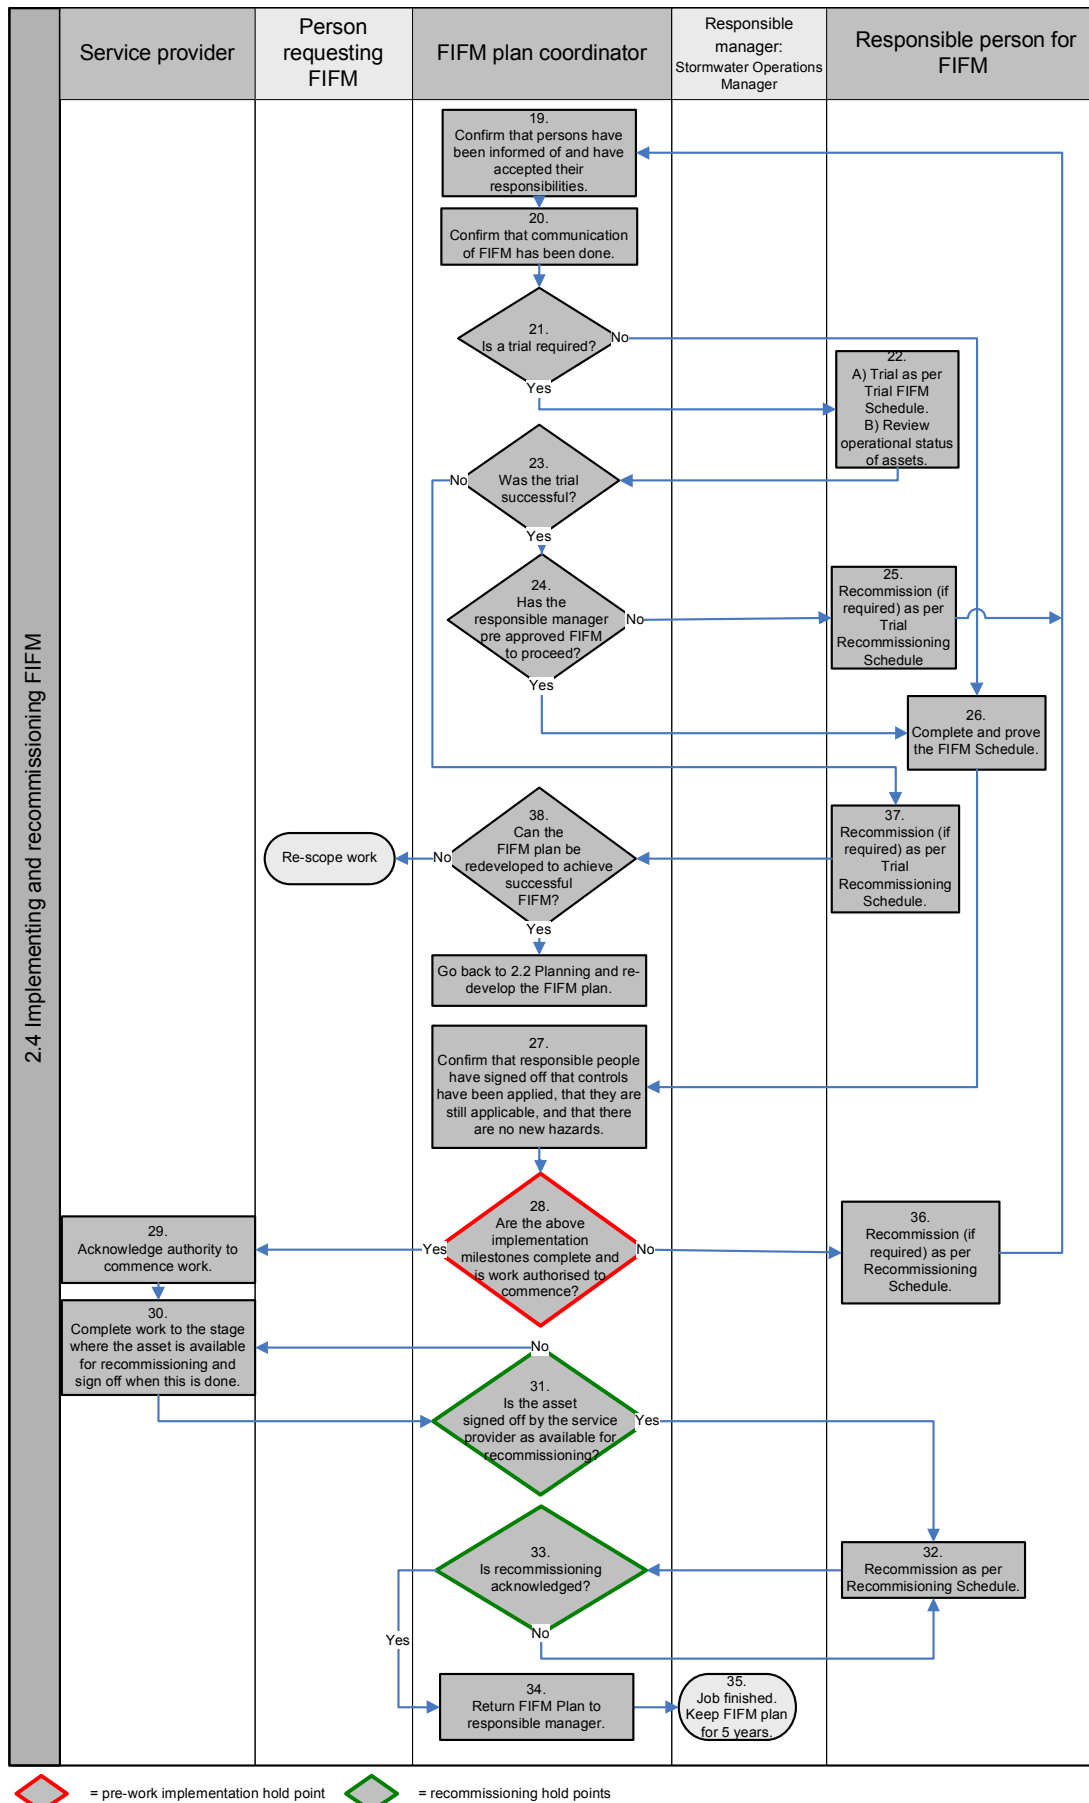 Service provider
Person
requesting
FIFM
FIFM plan coordinator
Responsible
manager:
Stormwater Operations
Manager
Responsible person for
FIFM
2.4 Implementing and recommissioning FIFM
19.
Confirm that persons have
been informed of and have
accepted their
responsibilities.
20.
Confirm that communication
of FIFM has been done.
21.
Is a trial required?
No
Yes
22.
A) Trial as per
Trial FIFM
Schedule.
B) Review
operational status
of assets.
23.
Was the trial
successful?
No
Yes
24.
Has the
responsible manager
pre approved FIFM
to proceed?
No
Yes
25.
Recommission (if
required) as per
Trial
Recommissioning
Schedule
26.
Complete and prove
the FIFM Schedule.
37.
Recommission (if
required) as per
Trial
Recommissioning
Schedule.
38.
Can the
FIFM plan be
redeveloped to achieve
successful
FIFM?
No
Yes
Re-scope work
Go back to 2.2 Planning and re-
develop the FIFM plan.
27.
Confirm that responsible people
have signed off that controls
have been applied, that they are
still applicable, and that there
are no new hazards.
28.
Are the above
implementation
milestones complete and
is work authorised to
commence?
Yes
No
29.
Acknowledge authority to
commence work.
36.
Recommission (if
required) as per
Recommissioning
Schedule.
30.
Complete work to the stage
where the asset is available
for recommissioning and
sign off when this is done.
No
31.
Is the asset
signed off by the service
provider as available for
recommissioning?
Yes
32.
Recommission as per
Recommisioning Schedule.
33.
Is recommissioning
acknowledged?
No
Yes
34.
Return FIFM Plan to
responsible manager.
35.
Job finished.
Keep FIFM plan
for 5 years.
= pre-work implementation hold point
= recommissioning hold points